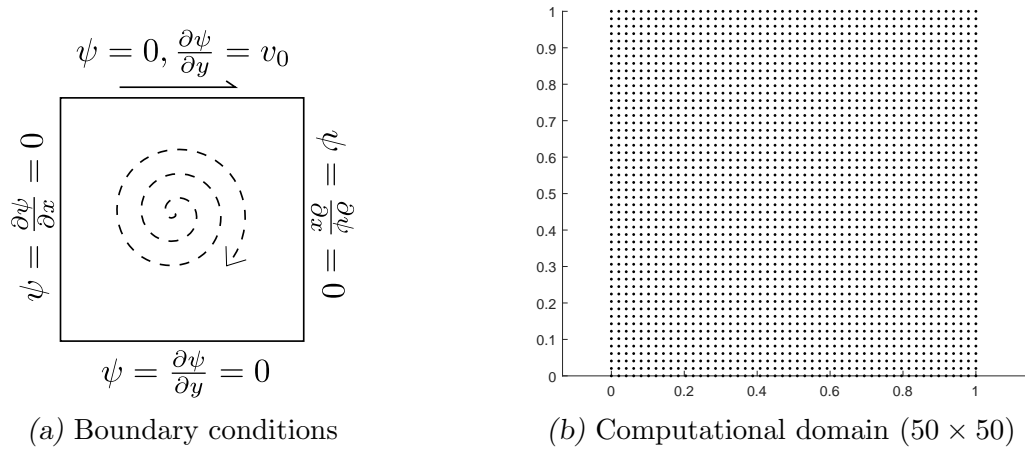 ψ = 0, ∂ψ/∂y = v₀
ψ = ∂ψ/∂x = 0
ψ = ∂ψ/∂x = 0
ψ = ∂ψ/∂y = 0
(a) Boundary conditions
1
0.9
0.8
0.7
0.6
0.5
0.4
0.3
0.2
0.1
0
0 0.2 0.4 0.6 0.8 1
(b) Computational domain (50 × 50)